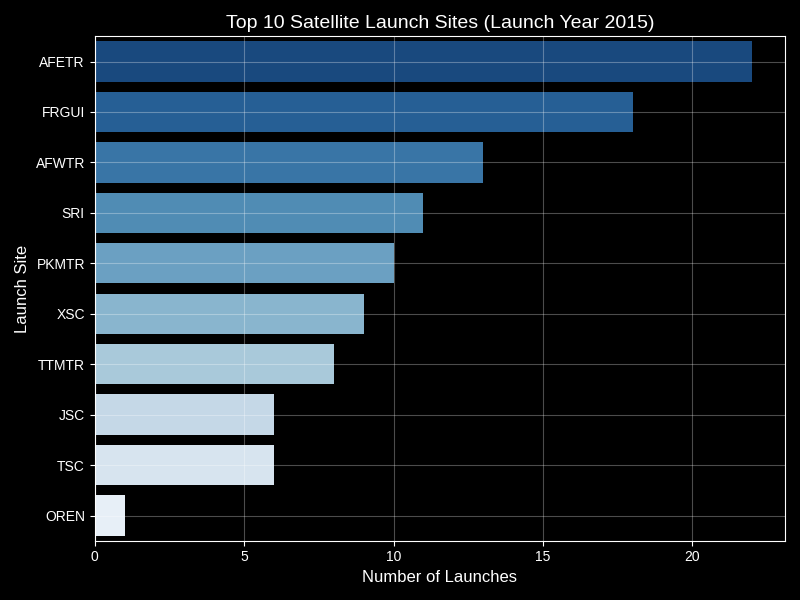 Top 10 Satellite Launch Sites (Launch Year 2015)
Launch Site
AFETR
FRGUI
AFWTR
SRI
PKMTR
XSC
TTMTR
JSC
TSC
OREN
0 5 10 15 20
Number of Launches